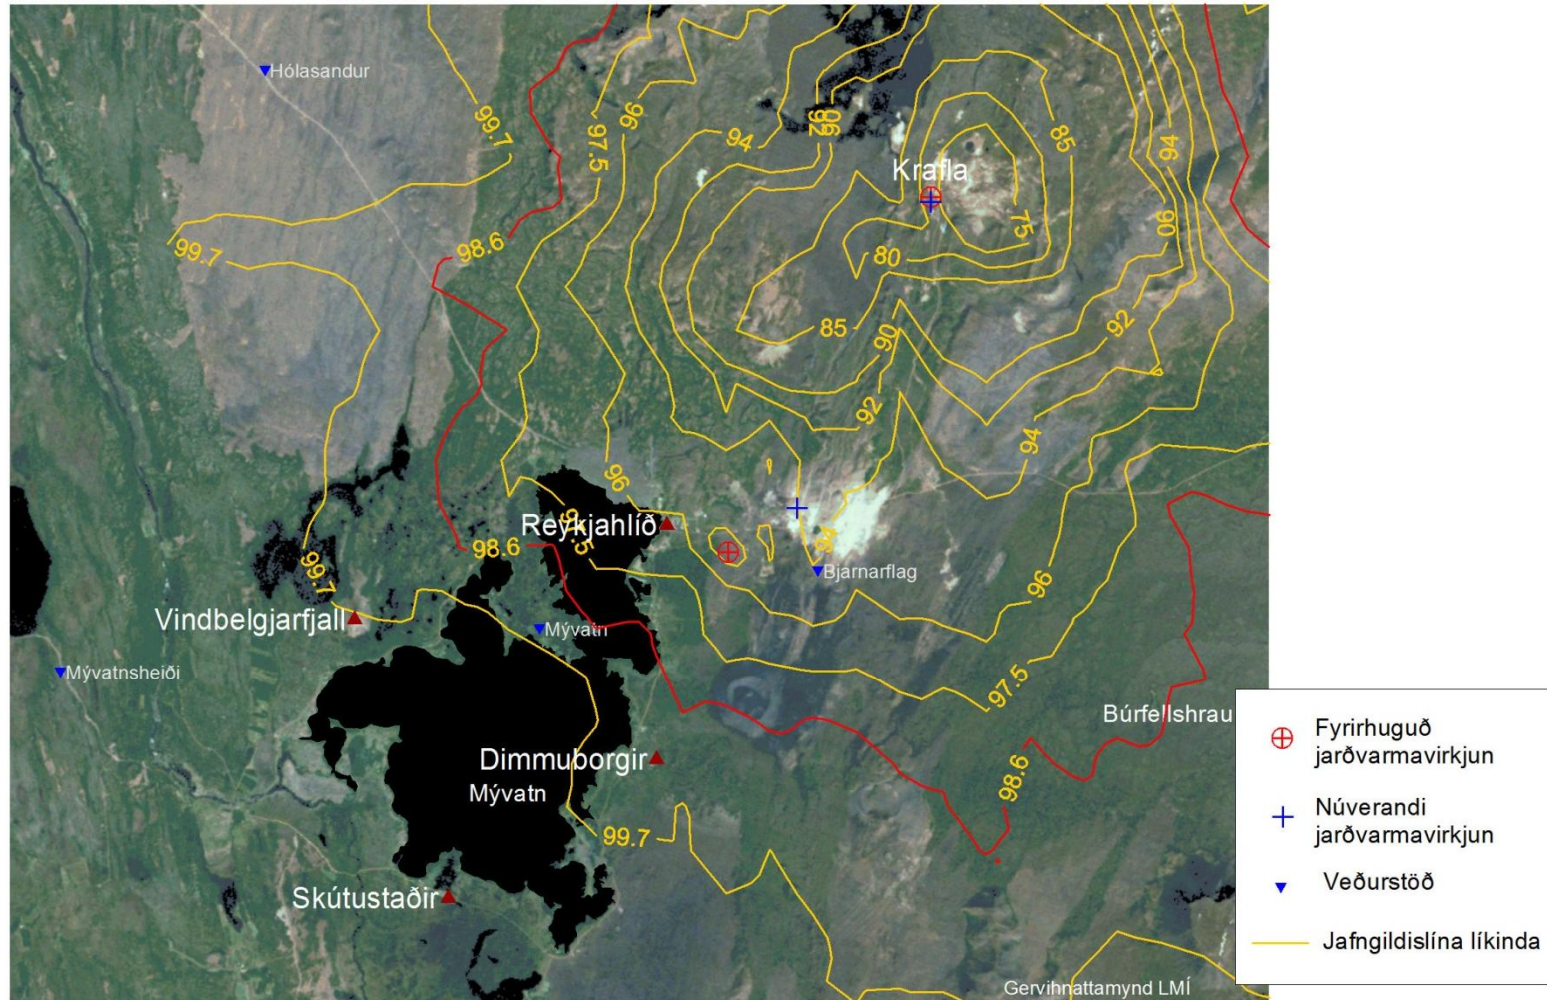 Hólasandur
99.7
96
97.5
94
92
90
85
94
Krafla
98.6
99.7
75
90
80
85
90
92
92
94
96
Reykjahlíð
97.5
98.6
94
Bjarnarflag
99.7
96
Vindbelgjarfjall
Mývatn
Mývatnsheiði
97.5
Búrfellshrau
Dimmuborgir
Mývatn
98.6
99.7
Skútustaðir
Gervihnattamynd LMÍ
Fyrirhuguð
jarðvarmavirkjun
Núverandi
jarðvarmavirkjun
Veðurstöð
Jafngildislína líkinda